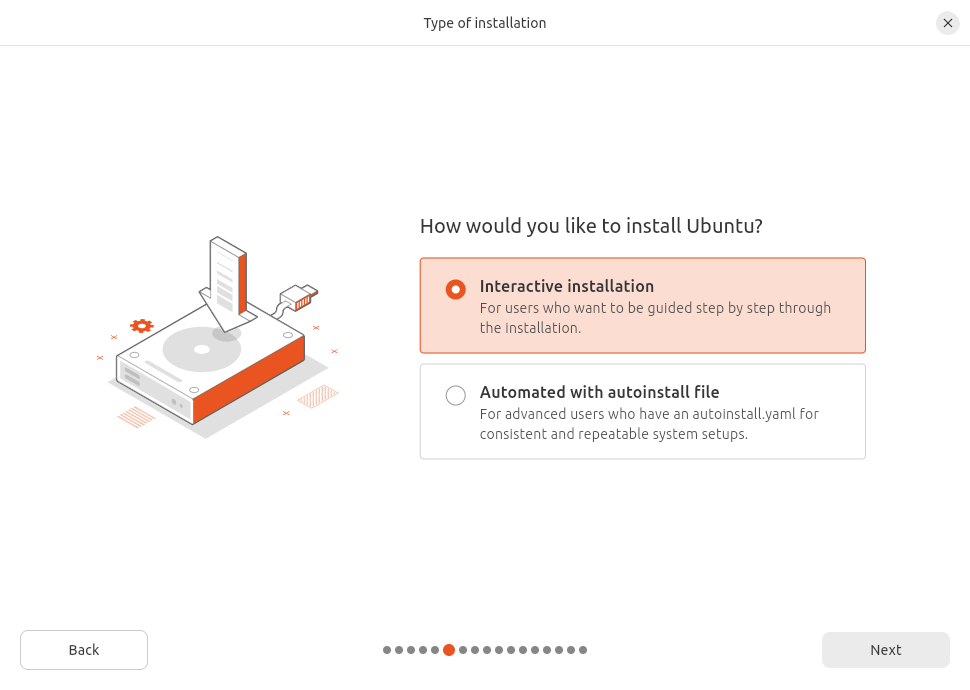 Type of installation
How would you like to install Ubuntu?
Interactive installation
For users who want to be guided step by step through
the installation.
Automated with autoinstall file
For advanced users who have an autoinstall.yaml for
consistent and repeatable system setups.
Back
Next